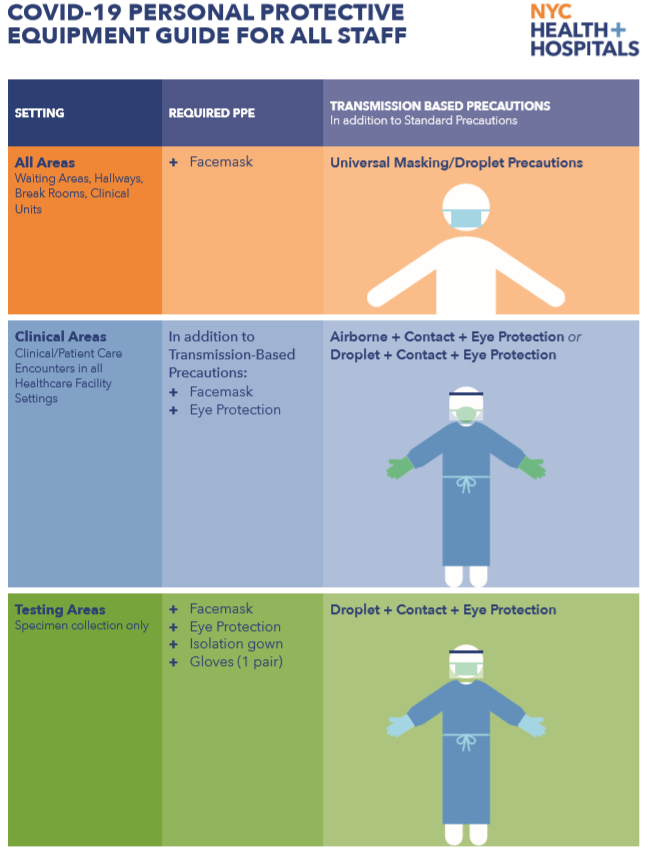 COVID-19 PERSONAL PROTECTIVE
EQUIPMENT GUIDE FOR ALL STAFF
NYC
HEALTH+
HOSPITALS
SETTING
REQUIRED PPE
TRANSMISSION BASED PRECAUTIONS
In addition to Standard Precautions
All Areas
Waiting Areas, Hallways,
Break Rooms, Clinical
Units
+ Facemask
Universal Masking/Droplet Precautions
Clinical Areas
Clinical/Patient Care
Encounters in all
Healthcare Facility
Settings
In addition to
Transmission-Based
Precautions:
+ Facemask
+ Eye Protection
Airborne + Contact + Eye Protection or
Droplet + Contact + Eye Protection
Testing Areas
Specimen collection only
+ Facemask
+ Eye Protection
+ Isolation gown
+ Gloves (1 pair)
Droplet + Contact + Eye Protection